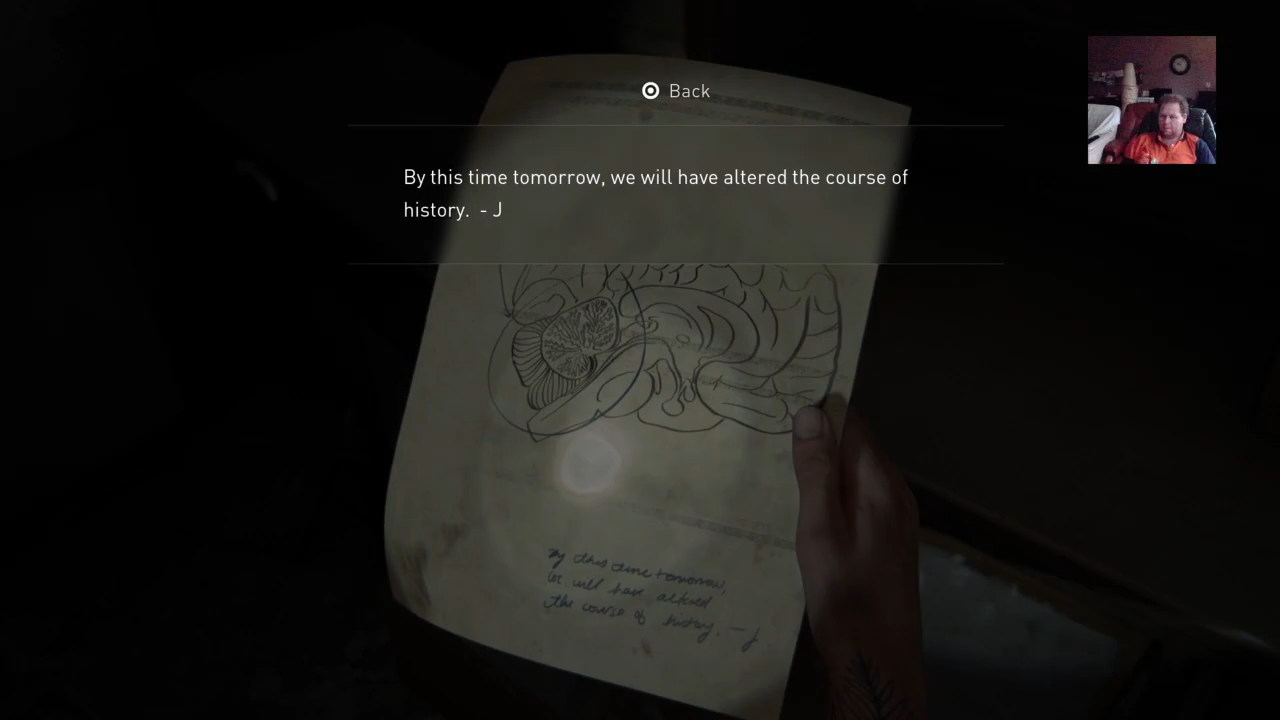 Back
By this time tomorrow, we will have altered the course of
history. - J
By this time tomorrow,
we will have altered
the course of history. - J